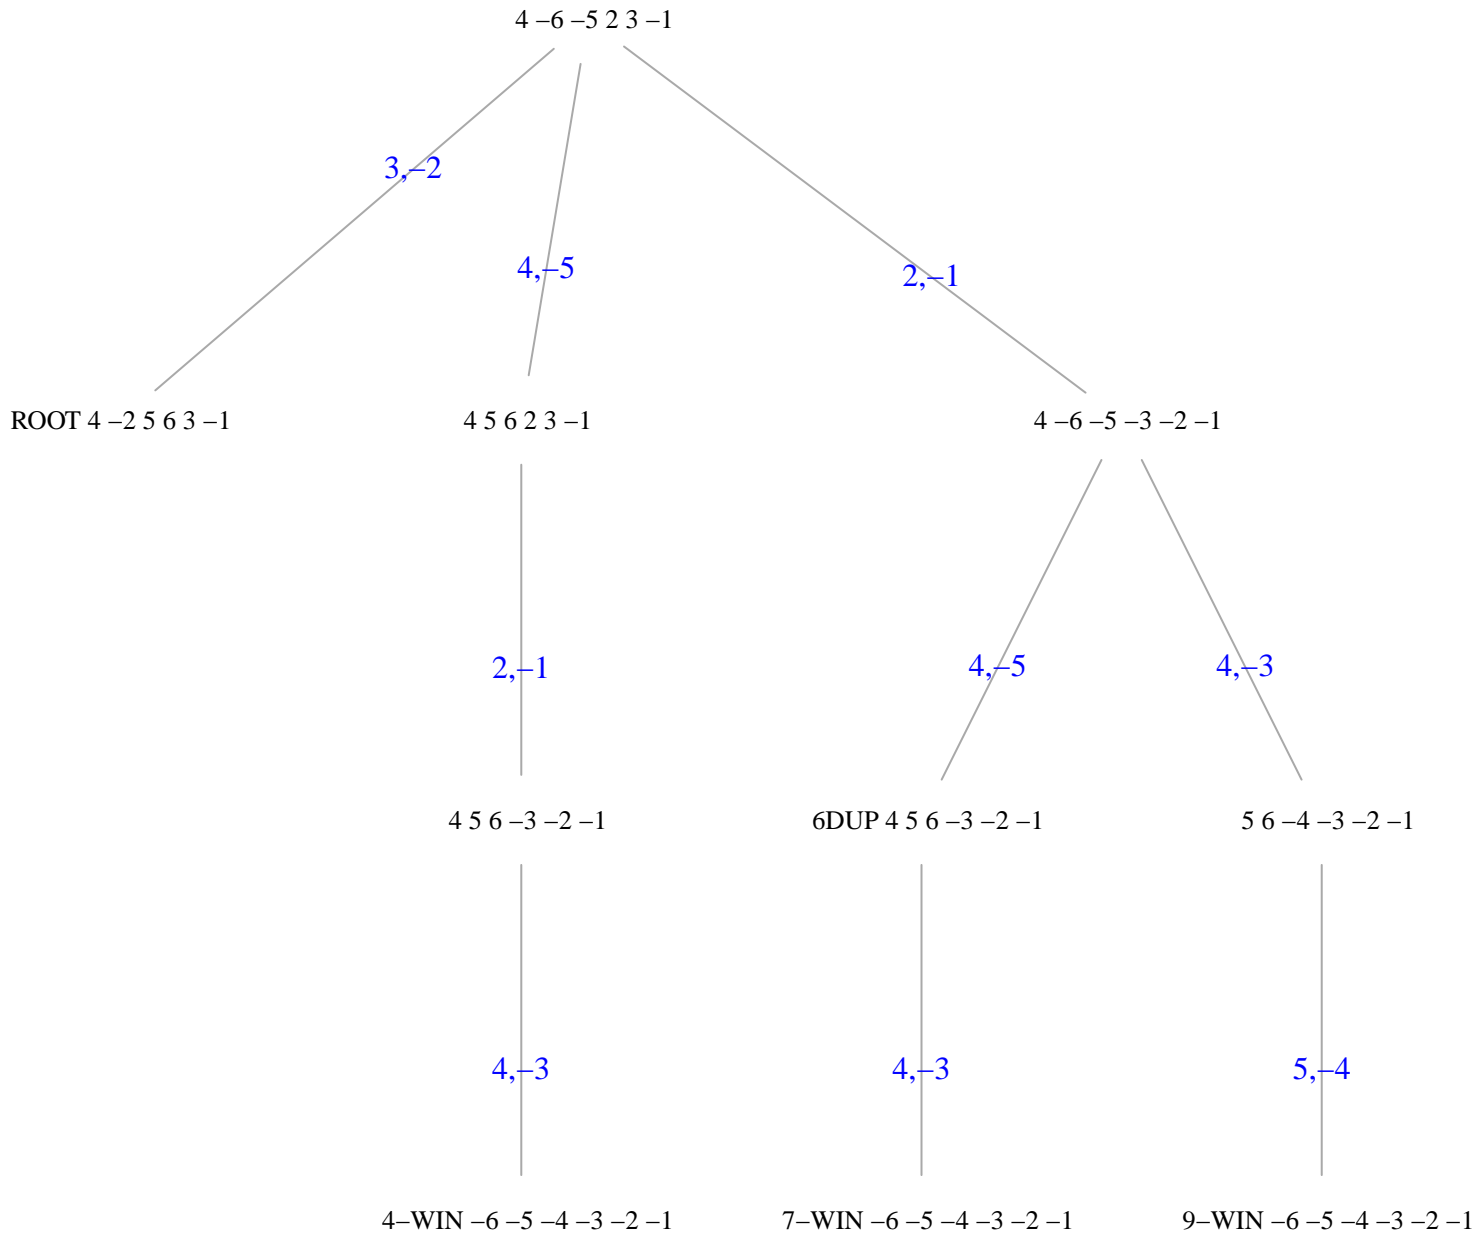 4 –6 –5 2 3 –1
3,–2
4,–5
2,–1
ROOT 4 –2 5 6 3 –1
4 5 6 2 3 –1
4 –6 –5 –3 –2 –1
2,–1
4,–5
4,–3
4 5 6 –3 –2 –1
6DUP 4 5 6 –3 –2 –1
5 6 –4 –3 –2 –1
4,–3
4,–3
5,–4
4–WIN –6 –5 –4 –3 –2 –1
7–WIN –6 –5 –4 –3 –2 –1
9–WIN –6 –5 –4 –3 –2 –1